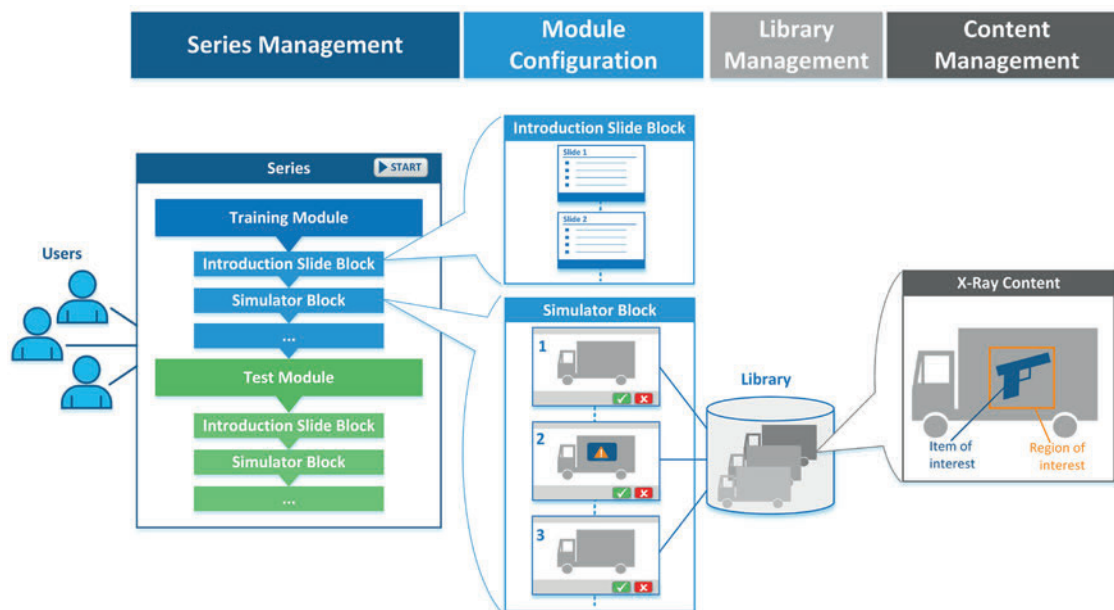 Series Management
Module
Configuration
Library
Management
Content
Management
Series
START
Training Module
Introduction Slide Block
Simulator Block
...
Test Module
Introduction Slide Block
Simulator Block
...
Users
Introduction Slide Block
Slide 1
Slide 2
Simulator Block
1
2
3
Library
X-Ray Content
Item of
interest
Region of
interest